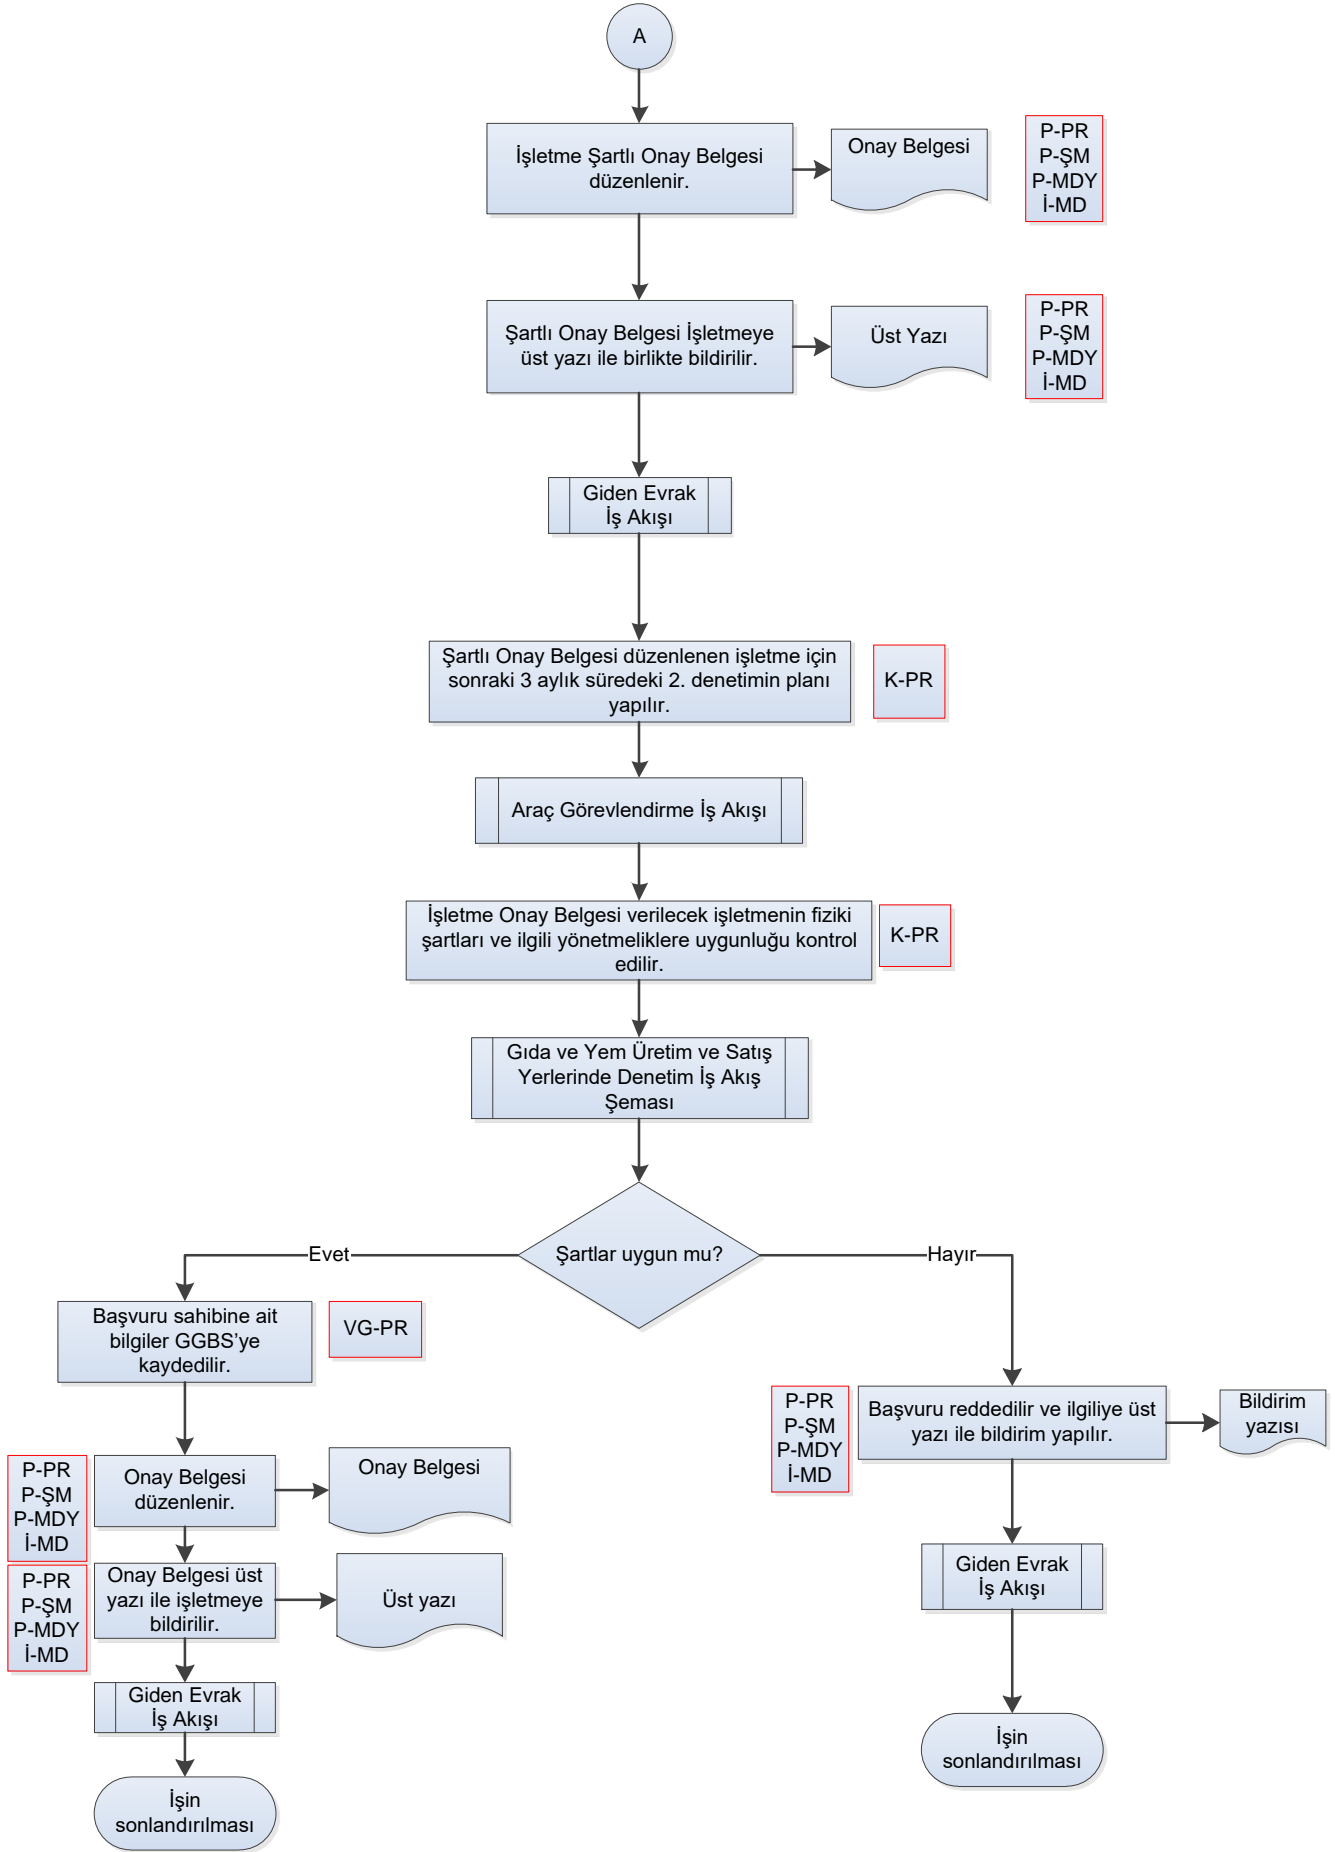 A
İşletme Şartlı Onay Belgesi
düzenlenir.
Onay Belgesi
P-PR
P-ŞM
P-MDY
İ-MD
Şartlı Onay Belgesi İşletmeye
üst yazı ile birlikte bildirilir.
Üst Yazı
P-PR
P-ŞM
P-MDY
İ-MD
Giden Evrak
İş Akışı
Şartlı Onay Belgesi düzenlenen işletme için
sonraki 3 aylık süredeki 2. denetimin planı
yapılır.
K-PR
Araç Görevlendirme İş Akışı
İşletme Onay Belgesi verilecek işletmenin fiziki
şartları ve ilgili yönetmeliklere uygunluğu kontrol
edilir.
K-PR
Gıda ve Yem Üretim ve Satış
Yerlerinde Denetim İş Akış
Şeması
Şartlar uygun mu?
Evet
Hayır
Başvuru sahibine ait
bilgiler GGBS’ye
kaydedilir.
VG-PR
P-PR
P-ŞM
P-MDY
İ-MD
Onay Belgesi
düzenlenir.
Onay Belgesi
P-PR
P-ŞM
P-MDY
İ-MD
Onay Belgesi üst
yazı ile işletmeye
bildirilir.
Üst yazı
Giden Evrak
İş Akışı
İşin
sonlandırılması
P-PR
P-ŞM
P-MDY
İ-MD
Başvuru reddedilir ve ilgiliye üst
yazı ile bildirim yapılır.
Bildirim
yazısı
Giden Evrak
İş Akışı
İşin
sonlandırılması